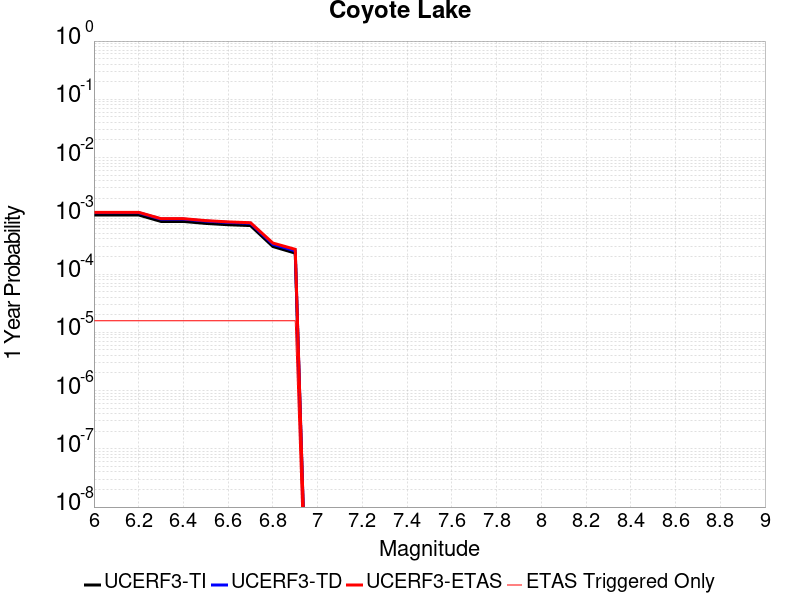 Coyote Lake
1 Year Probability
10^0
10^-1
10^-2
10^-3
10^-4
10^-5
10^-6
10^-7
10^-8
6 6.2 6.4 6.6 6.8 7 7.2 7.4 7.6 7.8 8 8.2 8.4 8.6 8.8 9
Magnitude
UCERF3-TI UCERF3-TD UCERF3-ETAS ETAS Triggered Only